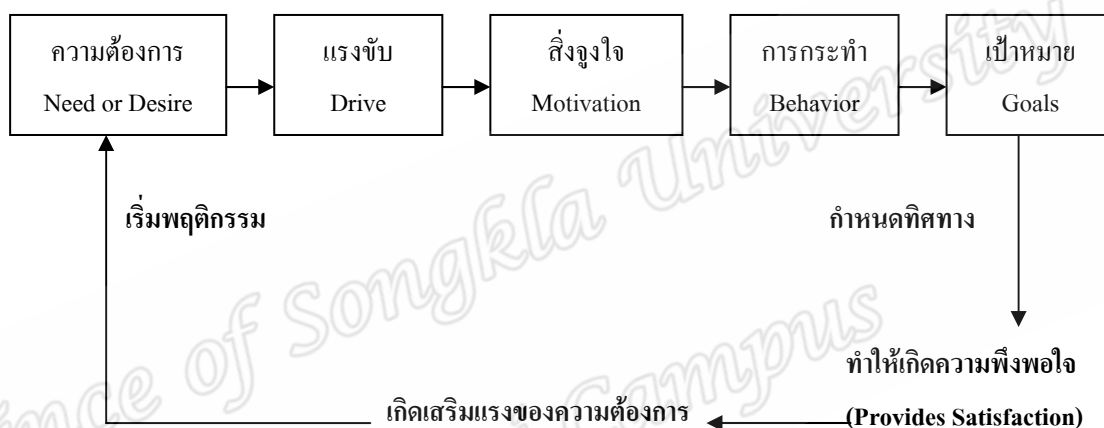 ความต้องการ
Need or Desire
แรงขับ
Drive
สิ่งจูงใจ
Motivation
การกระทำ
Behavior
เป้าหมาย
Goals
เริ่มพฤติกรรม
กำหนดทิศทาง
ทำให้เกิดความพึงพอใจ
(Provides Satisfaction)
เกิดเสริมแรงของความต้องการ
of Songkla University
Campus